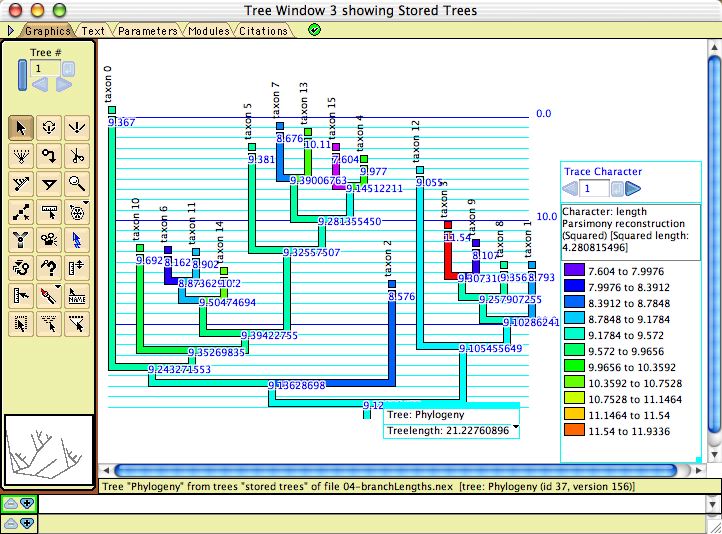 Tree Window 3 showing Stored Trees
Graphics
Text
Parameters
Modules
Citations
Tree #
1
taxon 0
taxon 10
taxon 6
taxon 11
taxon 14
taxon 5
taxon 7
taxon 13
taxon 15
taxon 4
taxon 2
taxon 12
taxon 9
taxon 8
0.0
10.0
9.367
8.676
10.11
7.604
9.381
9.977
9.39006763
9.14512211
9.055
9.281355450
11.54
8.107
9.32557507
9.692
8.162
8.902
10.2
8.873629
9.50474694
8.576
9.307310
9.356
8.793
9.257907255
9.10286241
9.39422755
9.35269835
9.105455649
9.243271553
9.13628698
9.12
Tree: Phylogeny
Treelength: 21.22760896
Trace Character
1
Character: length
Parsimony reconstruction
(Squared) [Squared length:
4.280815496]
7.604 to 7.9976
7.9976 to 8.3912
8.3912 to 8.7848
8.7848 to 9.1784
9.1784 to 9.572
9.572 to 9.9656
9.9656 to 10.3592
10.3592 to 10.7528
10.7528 to 11.1464
11.1464 to 11.54
11.54 to 11.9336
Tree "Phylogeny" from trees "stored trees" of file 04-branchLengths.nex [tree: Phylogeny (id 37, version 156)]